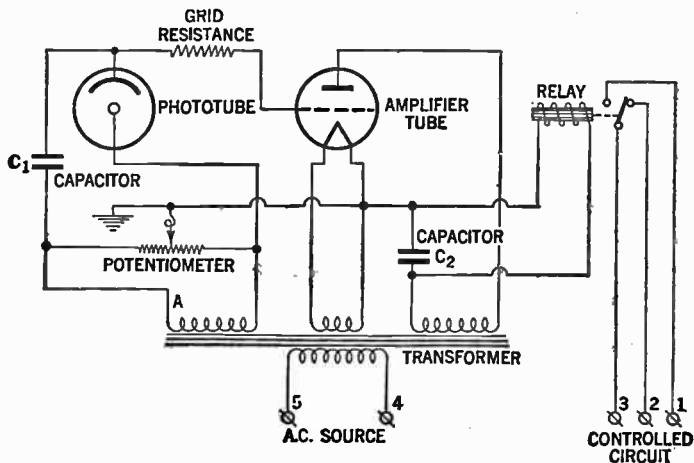 GRID
RESISTANCE
PHOTOTUBE
AMPLIFIER
TUBE
RELAY
C1
CAPACITOR
POTENTIOMETER
CAPACITOR
C2
A
TRANSFORMER
5
4
A.C. SOURCE
3
2
1
CONTROLLED
CIRCUIT